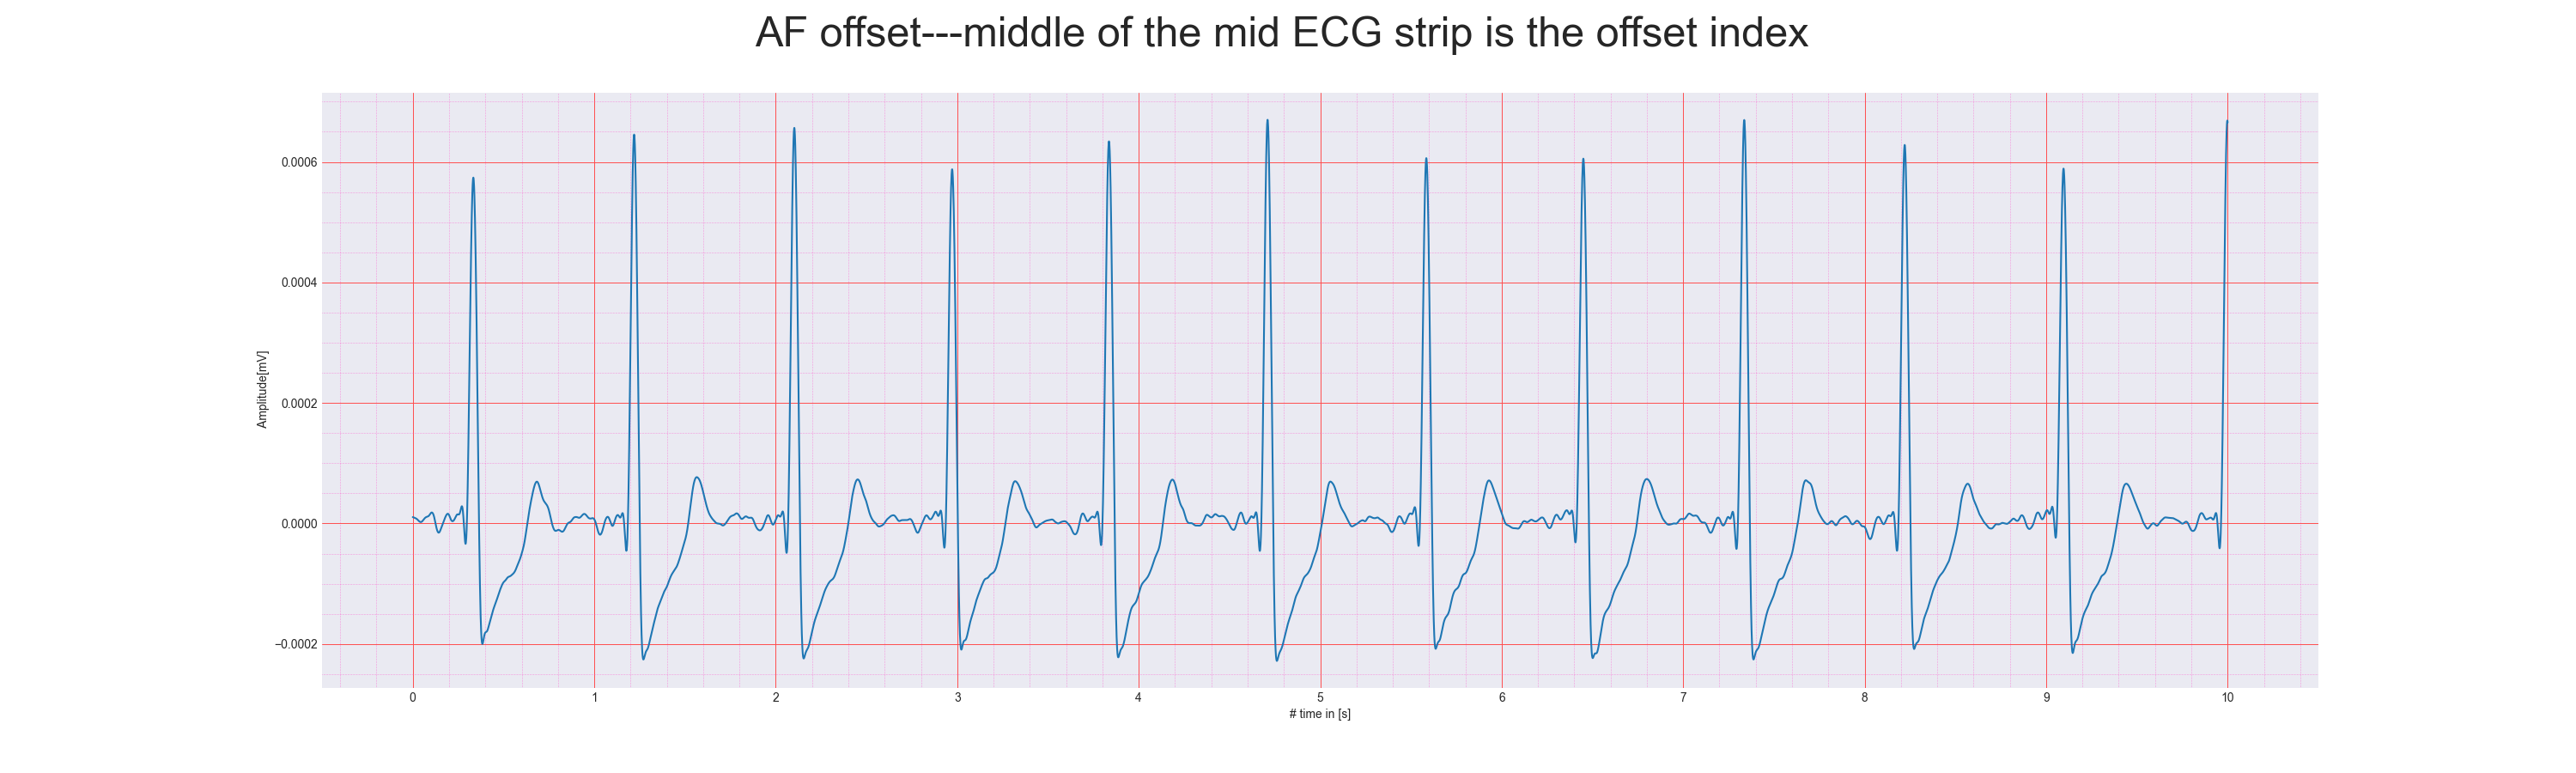 AF offset---middle of the mid ECG strip is the offset index
0.0006
0.0004
0.0002
0.0000
−0.0002
Amplitude[mV]
0 1 2 3 4 5 6 7 8 9 10
# time in [s]